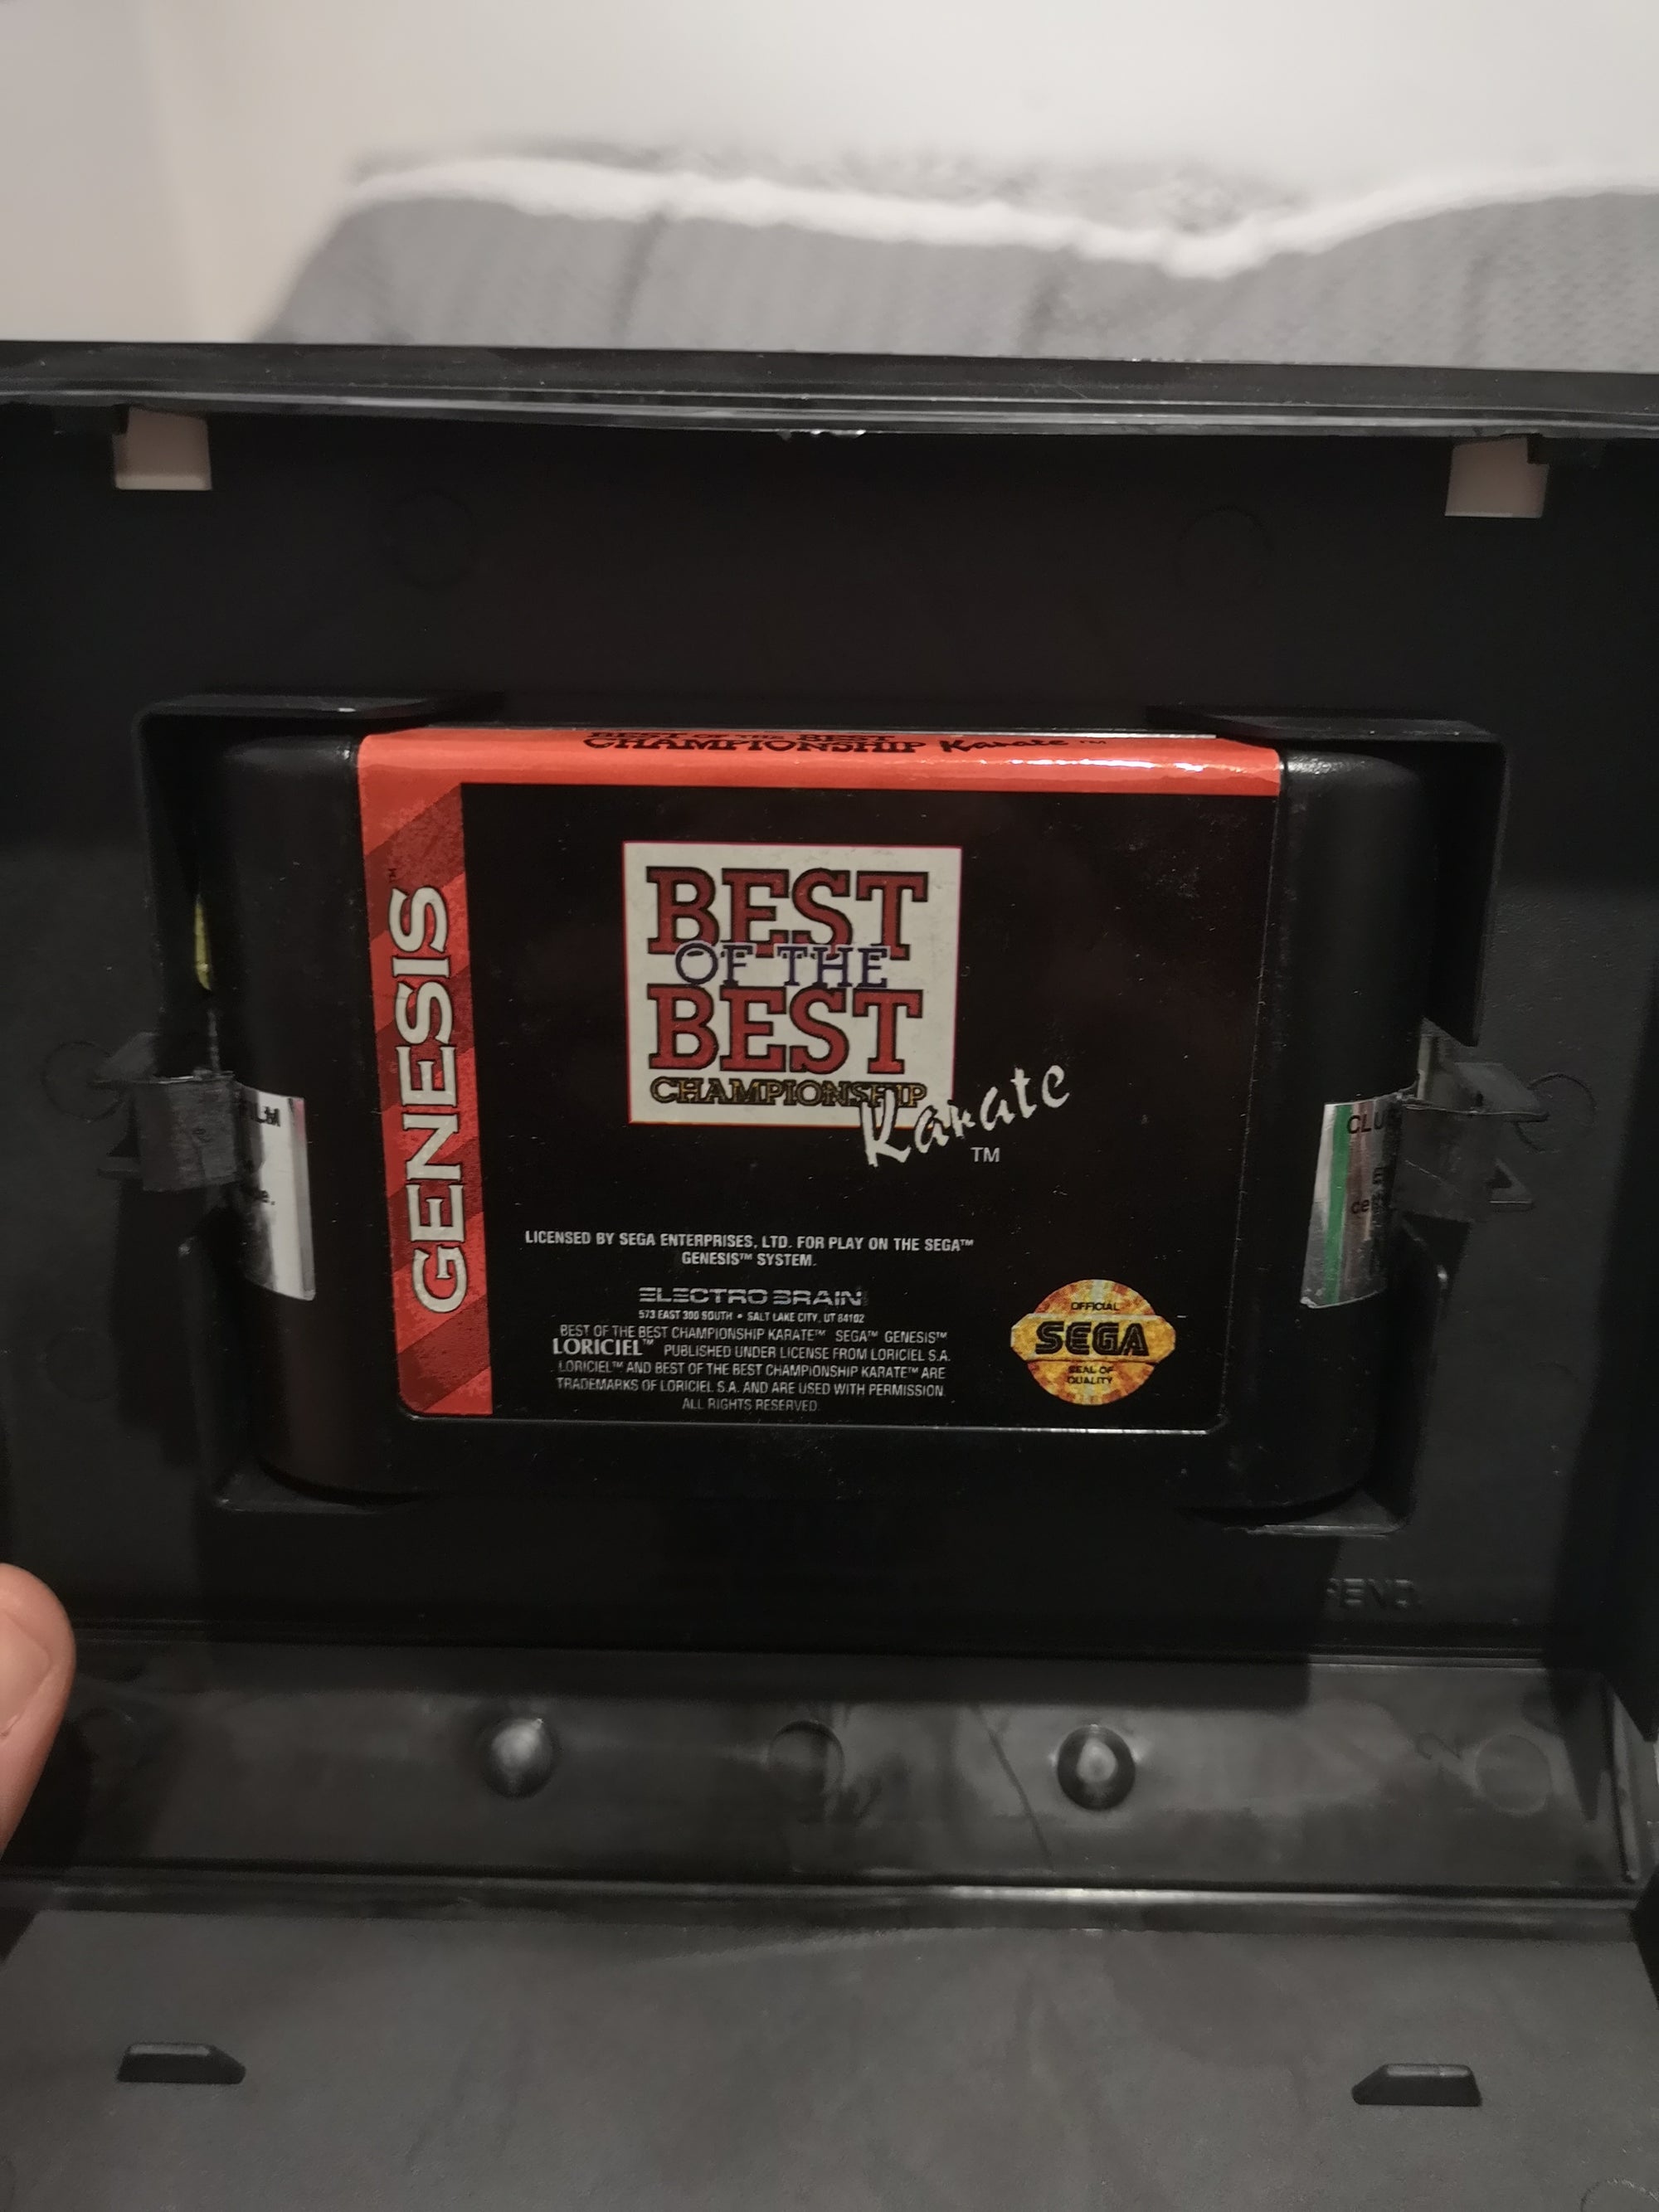 BEST OF THE BEST
CHAMPIONSHIP Karate ™
GENESIS™
BEST
OF THE
BEST
CHAMPIONSHIP
Karate
TM
LICENSED BY SEGA ENTERPRISES, LTD. FOR PLAY ON THE SEGA™
GENESIS™ SYSTEM.
ELECTRO BRAIN
573 EAST 300 SOUTH • SALT LAKE CITY, UT 84102
BEST OF THE BEST CHAMPIONSHIP KARATE™ SEGA™ GENESIS™
LORICIEL™ PUBLISHED UNDER LICENSE FROM LORICIEL S.A.
LORICIEL™ AND BEST OF THE BEST CHAMPIONSHIP KARATE™ ARE
TRADEMARKS OF LORICIEL S.A. AND ARE USED WITH PERMISSION.
ALL RIGHTS RESERVED.
OFFICIAL
SEGA
SEAL OF
QUALITY